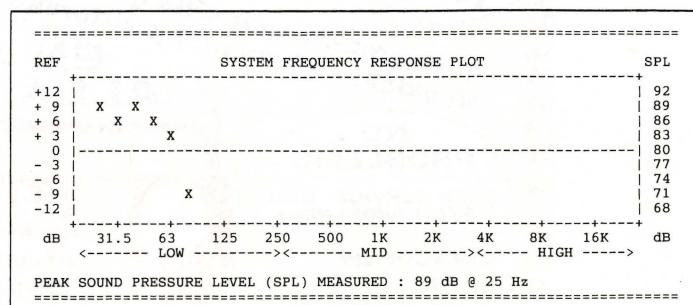 ================================================================================
REF SYSTEM FREQUENCY RESPONSE PLOT SPL
+----------------------------------------------------------------------+
+12 | | 92
+ 9 | X X | 89
+ 6 | X X | 86
+ 3 | X | 83
0 |----------------------------------------------------------------------| 80
- 3 | | 77
- 6 | | 74
- 9 | X | 71
-12 | | 68
+----+-----+------+------+------+-----+------+------+------+------+----+
dB 31.5 63 125 250 500 1K 2K 4K 8K 16K dB
<------- LOW ----------><--------- MID ----------><------- HIGH ----->
PEAK SOUND PRESSURE LEVEL (SPL) MEASURED : 89 dB @ 25 Hz
================================================================================